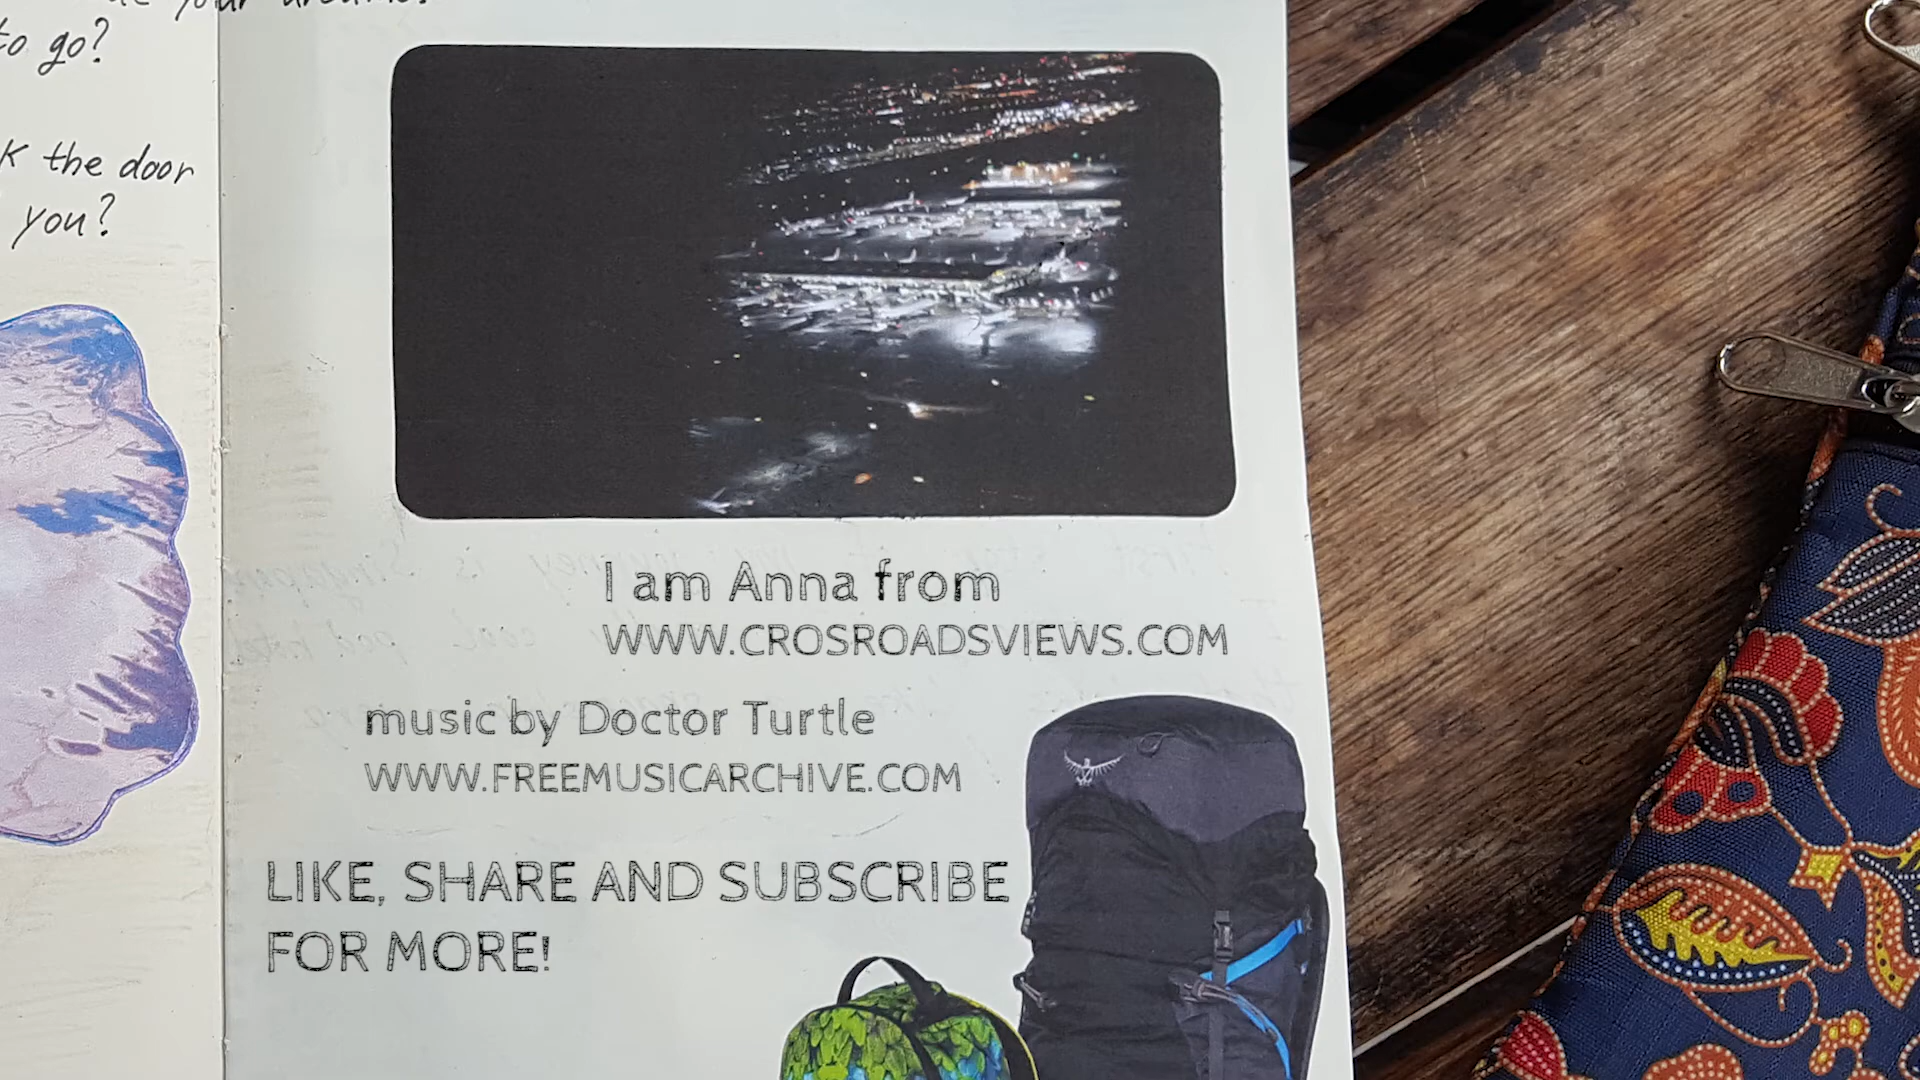 to go?
the door
you?
I am Anna from
WWW.CROSROADSVIEWS.COM
music by Doctor Turtle
WWW.FREEMUSICARCHIVE.COM
LIKE, SHARE AND SUBSCRIBE
FOR MORE!